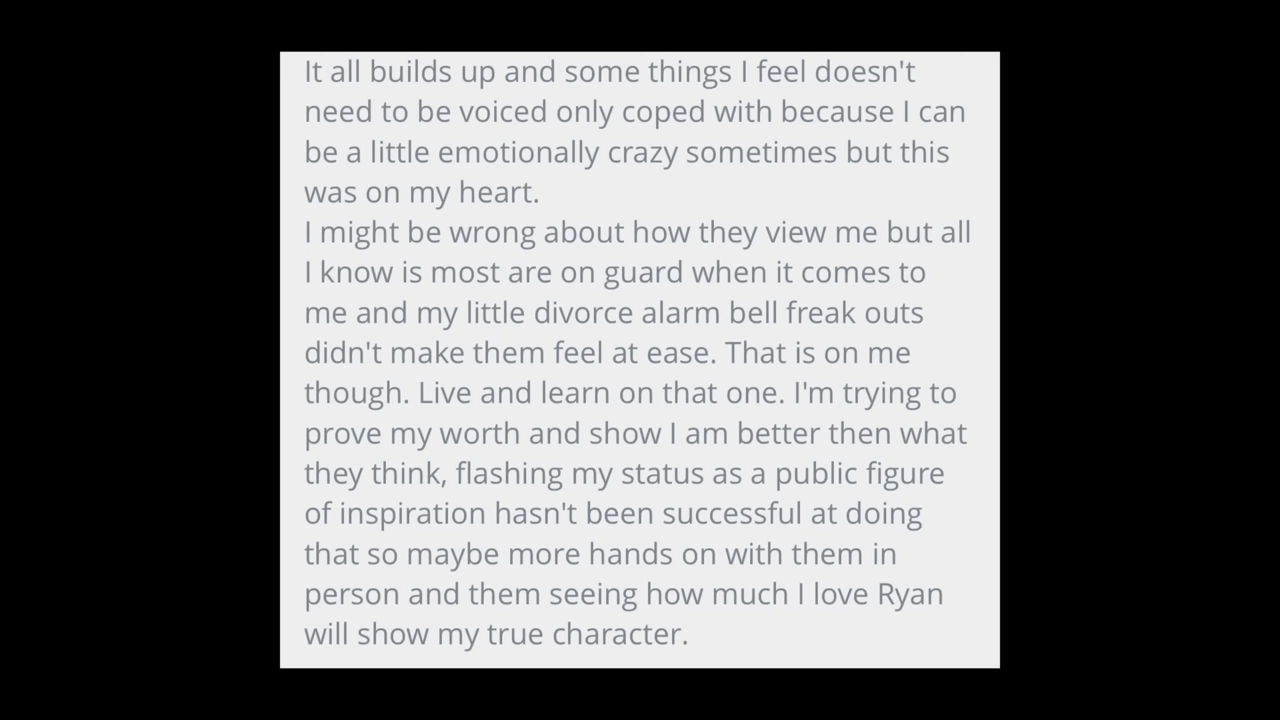 It all builds up and some things I feel doesn't
need to be voiced only coped with because I can
be a little emotionally crazy sometimes but this
was on my heart.
I might be wrong about how they view me but all
I know is most are on guard when it comes to
me and my little divorce alarm bell freak outs
didn't make them feel at ease. That is on me
though. Live and learn on that one. I'm trying to
prove my worth and show I am better then what
they think, flashing my status as a public figure
of inspiration hasn't been successful at doing
that so maybe more hands on with them in
person and them seeing how much I love Ryan
will show my true character.